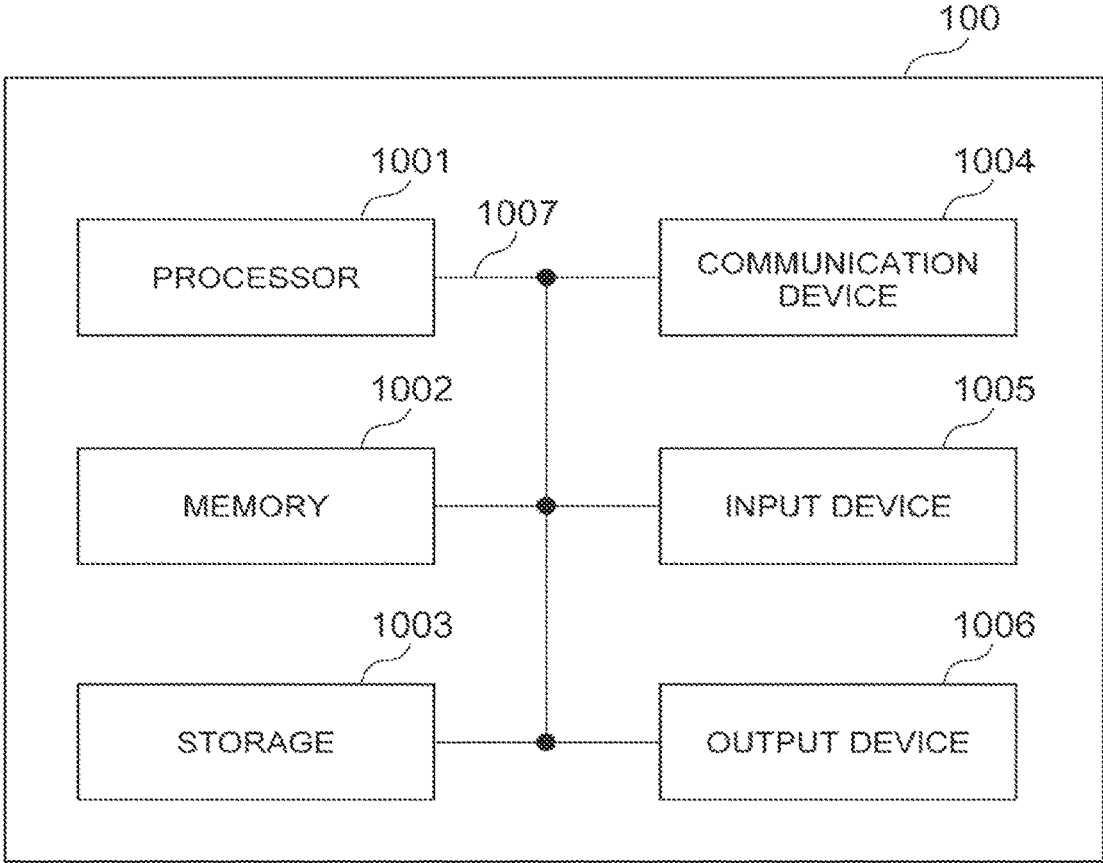 100
1001
1004
1007
PROCESSOR
COMMUNICATION
DEVICE
1002
1005
MEMORY
INPUT DEVICE
1003
1006
STORAGE
OUTPUT DEVICE